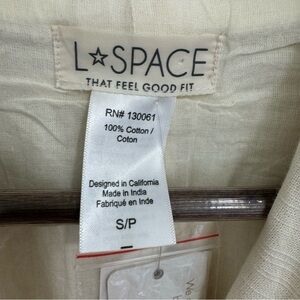 L☆SPACE
THAT FEEL GOOD FIT
RN# 130061
100% Cotton /
Coton
Designed in California
Made in India
Fabriqué en Inde
S/P
We